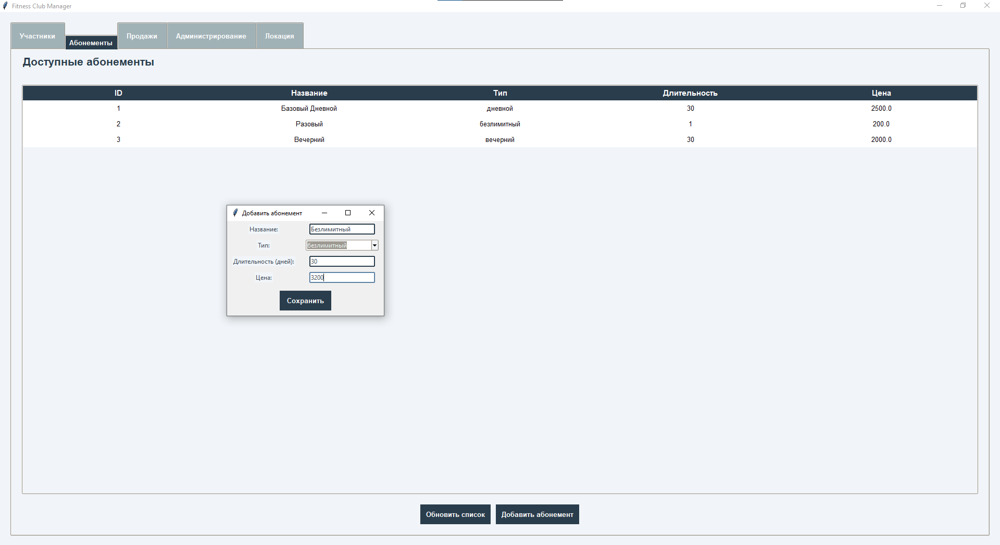 Fitness Club Manager
Участники
Абонементы
Продажи
Администрирование
Локация
Доступные абонементы
ID Название Тип Длительность Цена
1 Базовый Дневной дневной 30 2500.0
2 Разовый безлимитный 1 200.0
3 Вечерний вечерний 30 2000.0
Добавить абонемент
Название: Безлимитный
Тип: безлимитный
Длительность (дней): 30
Цена: 3200
Сохранить
Обновить список Добавить абонемент